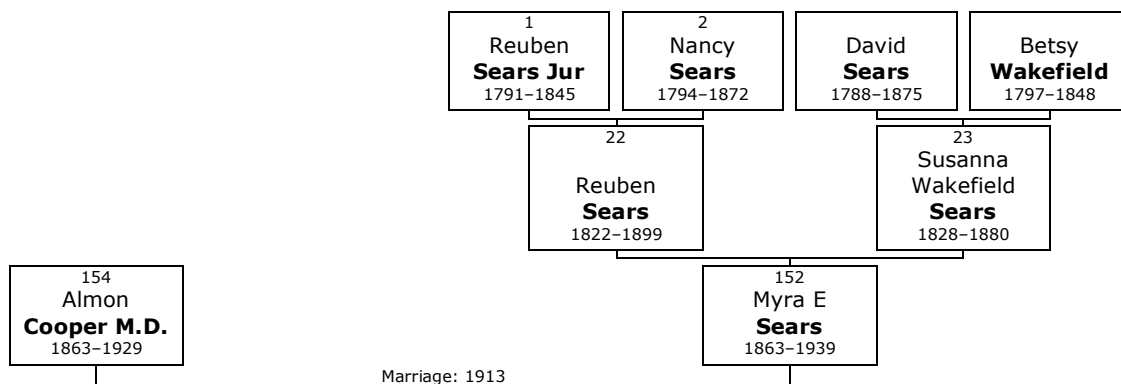 1
Reuben
Sears Jur
1791–1845
2
Nancy
Sears
1794–1872
David
Sears
1788–1875
Betsy
Wakefield
1797–1848
22
Reuben
Sears
1822–1899
23
Susanna
Wakefield
Sears
1828–1880
154
Almon
Cooper M.D.
1863–1929
152
Myra E
Sears
1863–1939
Marriage: 1913